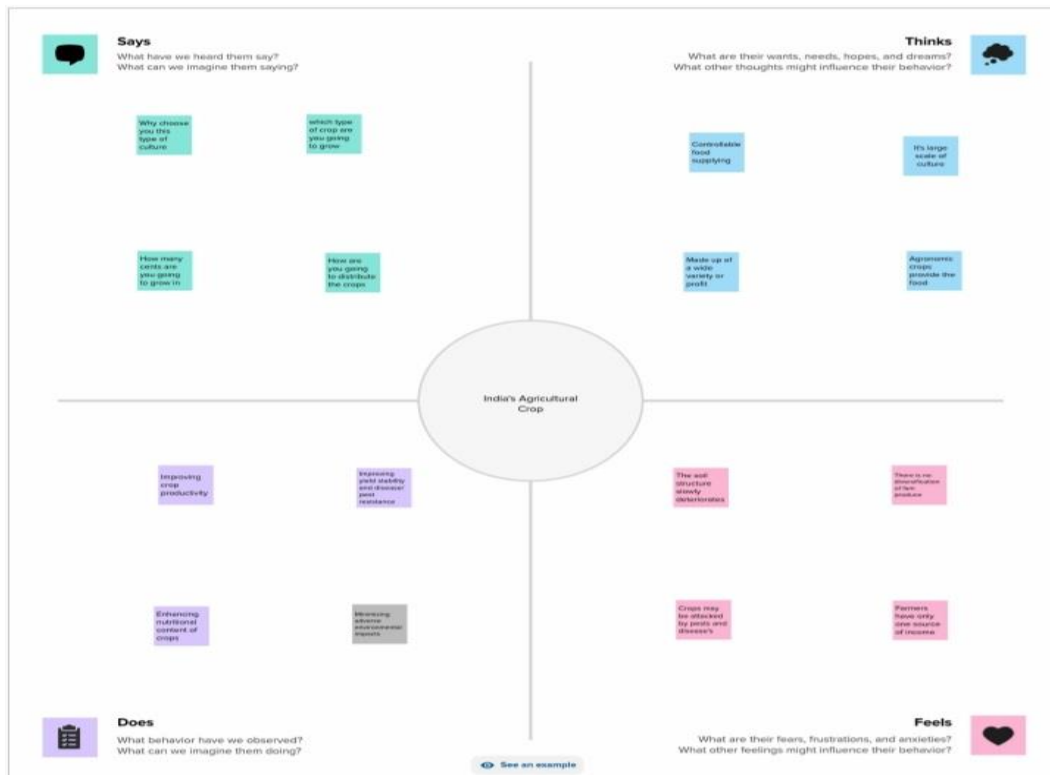 Says
What have we heard them say?
What can we imagine them saying?
Why choose
you this
type of
culture
which type
of crop are
you going
to grow
How many
cents are
you going
to grow in
How are
you going
to distribute
the crops
Thinks
What are their wants, needs, hopes, and dreams?
What other thoughts might influence their behavior?
Controllable
food
supplying
It's large
scale of
culture
Made up of
a wide
variety or
profit
Agronomic
crops
provide the
food
India's Agricultural
Crop
Improving
crop
productivity
Improving
yield stability
and disease/
pest
resistance
Enhancing
nutritional
content of
crops
Minimizing
adverse
environmental
impacts
Does
What behavior have we observed?
What can we imagine them doing?
The soil
structure
slowly
deteriorates
There is no
diversification
of farm
produce
Crops may
be attacked
by pests and
disease's
Farmers
have only
one source
of income
Feels
What are their fears, frustrations, and anxieties?
What other feelings might influence their behavior?
See an example